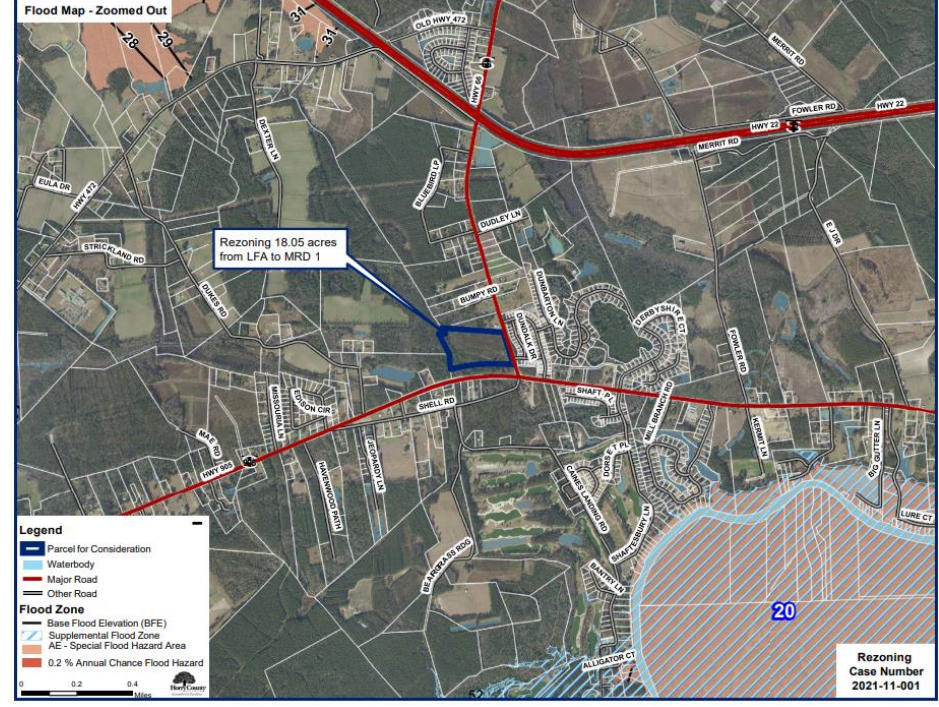 Flood Map - Zoomed Out
28
29
31
31
OLD HWY 472
HWY 66
MERRIT RD
FOWLER RD
HWY 22
HWY 22
MERRIT RD
DEXTER LN
EULA DR
HWY 472
BLUEBIRD LP
DUDLEY LN
STRICKLAND RD
E J DR
Rezoning 18.05 acres
from LFA to MRD 1
DUKES RD
BUMPY RD
DUNBARTON LN
DUNDALK DR
DERBYSHIRE CT
FOWLER RD
SHAFT PL
MISSOURIA LN
EDISON CIR
SHELL RD
MILL BRANCH RD
KERMIT LN
BIG GUTTER LN
MAE RD
HWY 905
HAVENWOOD PATH
JEOPARDY LN
DORSET PL
CAINES LANDING RD
SHAFTESBURY LN
LURE CT
BEARGRASS RDG
BANTRY LN
ALLIGATOR CT
20
52
Legend
Parcel for Consideration
Waterbody
Major Road
Other Road
Flood Zone
Base Flood Elevation (BFE)
Supplemental Flood Zone
AE - Special Flood Hazard Area
0.2 % Annual Chance Flood Hazard
0 0.2 0.4
Miles
Horry County
Rezoning
Case Number
2021-11-001